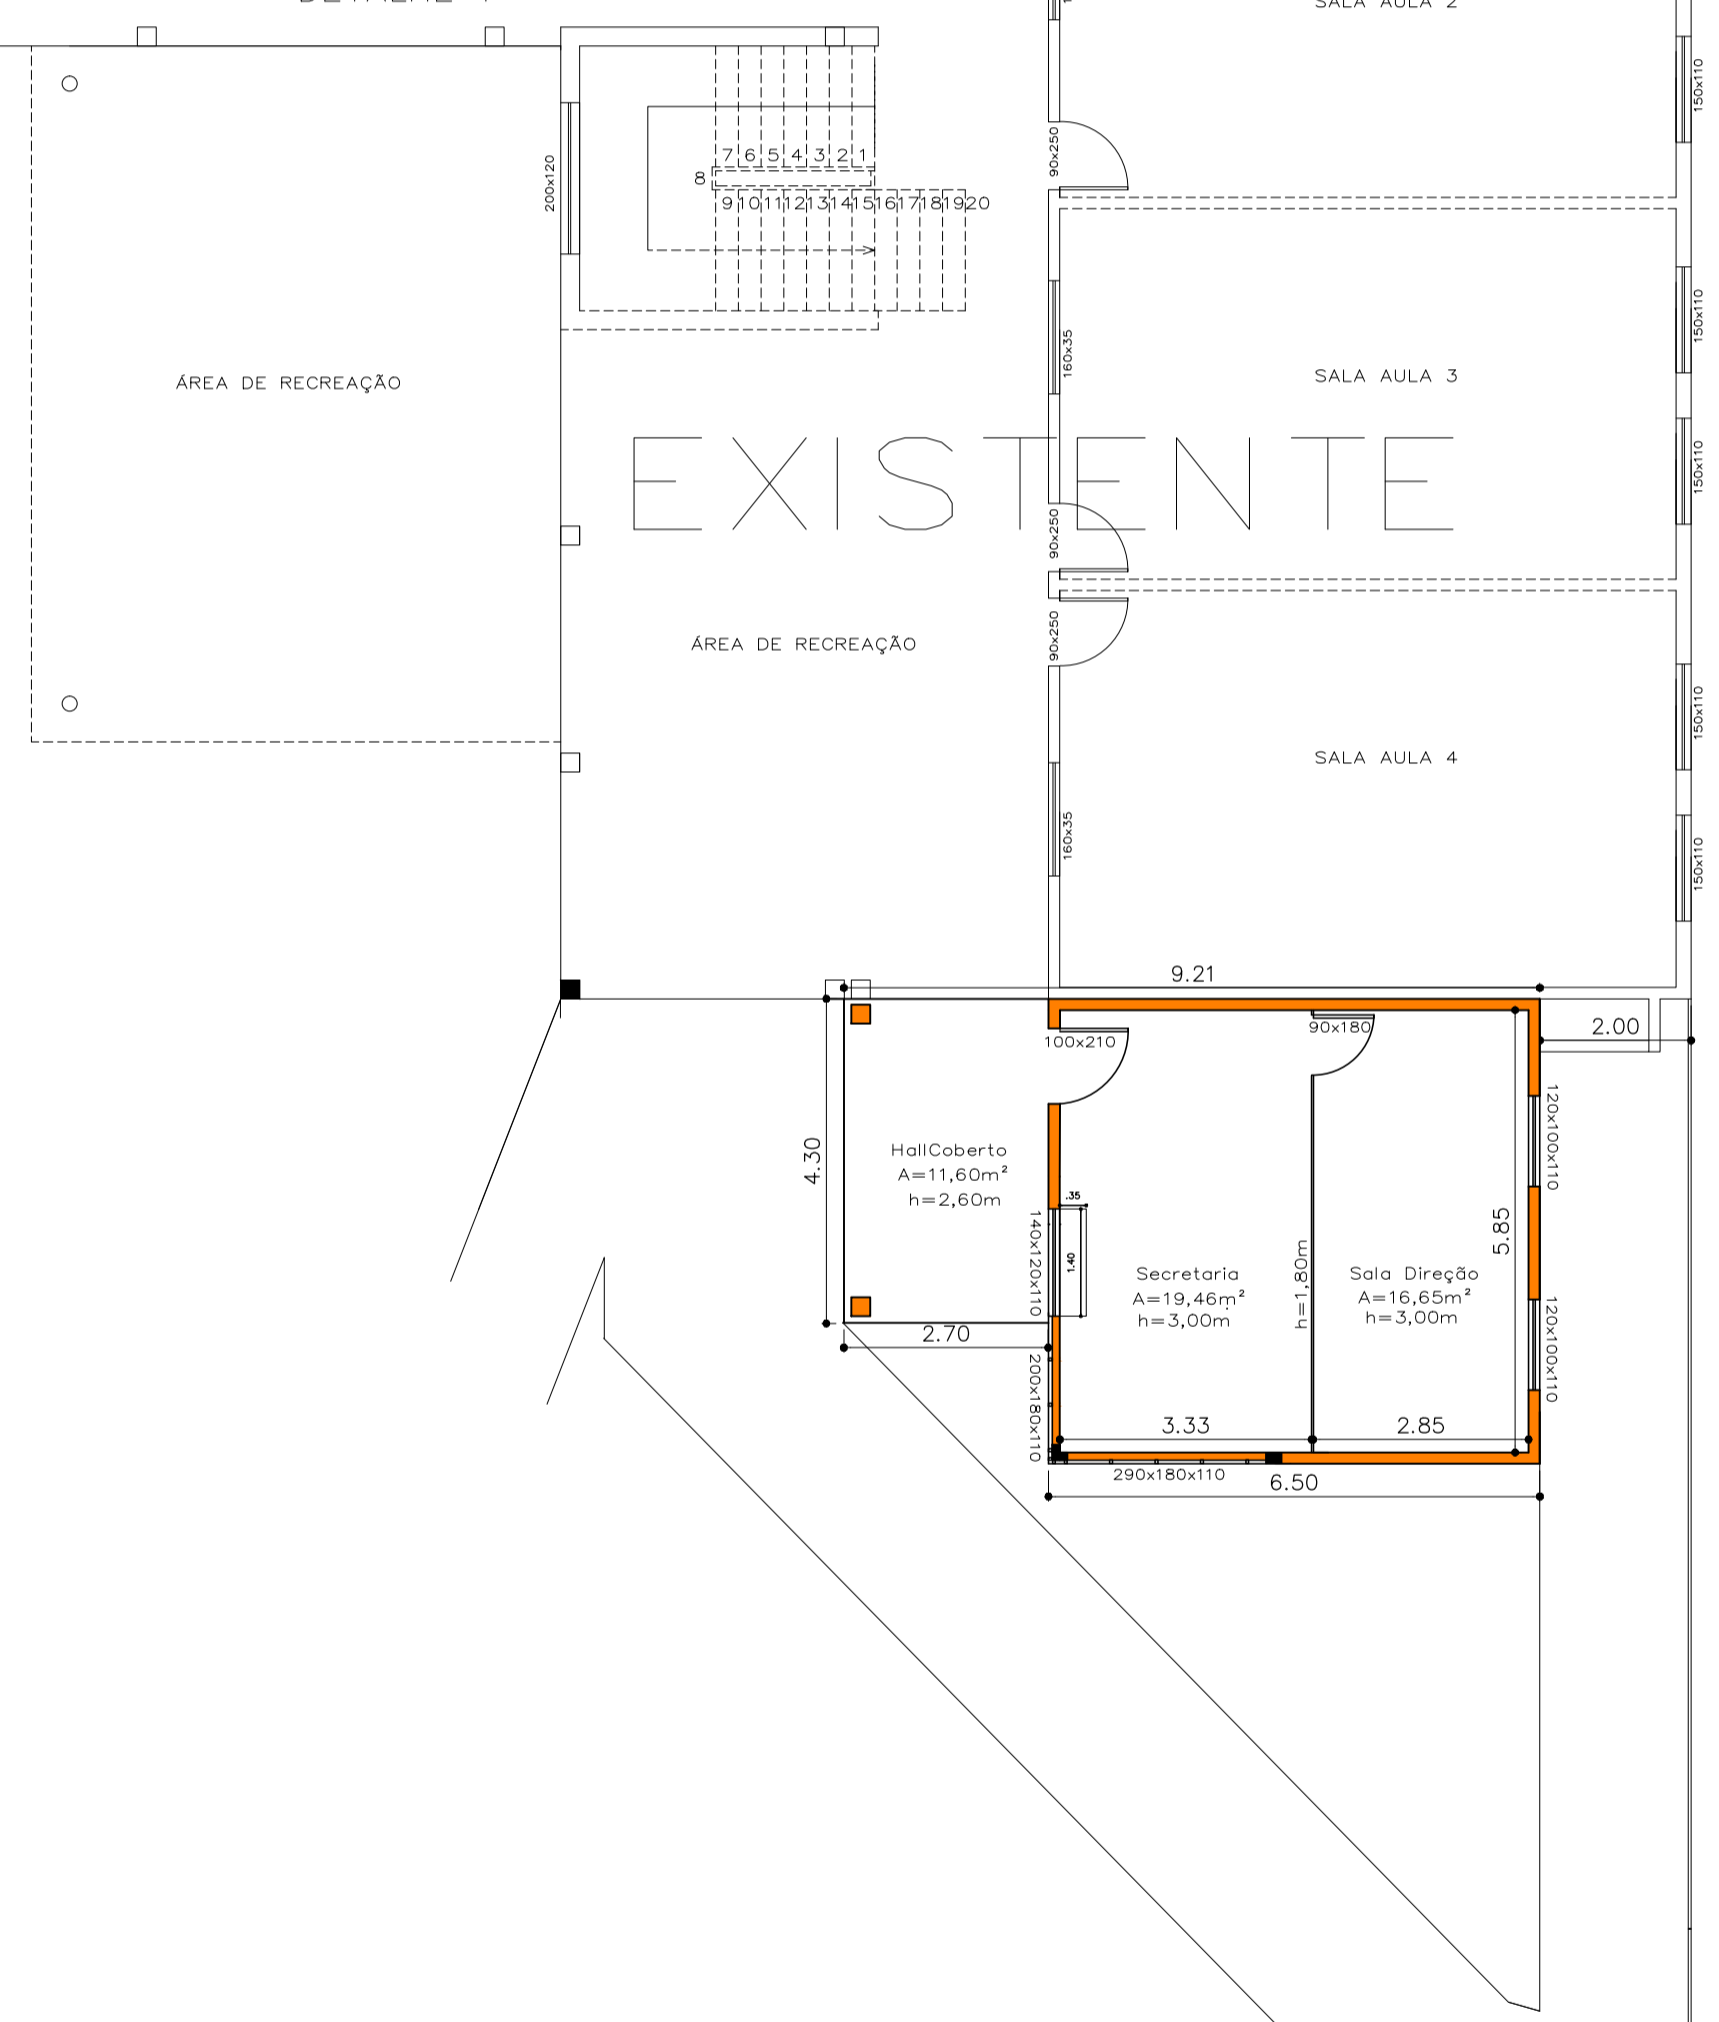 SALA AULA 2
150x110
90x250
200x120
7 6 5 4 3 2 1
8
9 10 11 12 13 14 15 16 17 18 19 20
150x110
160x35
SALA AULA 3
ÁREA DE RECREAÇÃO
EXISTENTE
150x110
90x250
90x250
ÁREA DE RECREAÇÃO
150x110
SALA AULA 4
160x35
150x110
9.21
2.00
90x180
100x210
120x100x110
HallCoberto
A=11,60m²
h=2,60m
4.30
.35
140x120x110
1.40
5.85
h=1,80m
Secretaria
A=19,46m²
h=3,00m
Sala Direção
A=16,65m²
h=3,00m
120x100x110
2.70
200x180x110
3.33
2.85
290x180x110
6.50